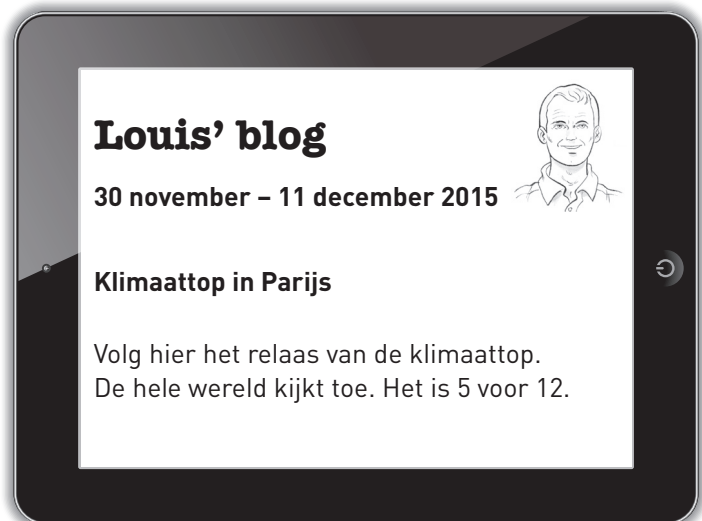 Louis’ blog
30 november – 11 december 2015
Klimaattop in Parijs
Volg hier het relaas van de klimaattop.
De hele wereld kijkt toe. Het is 5 voor 12.